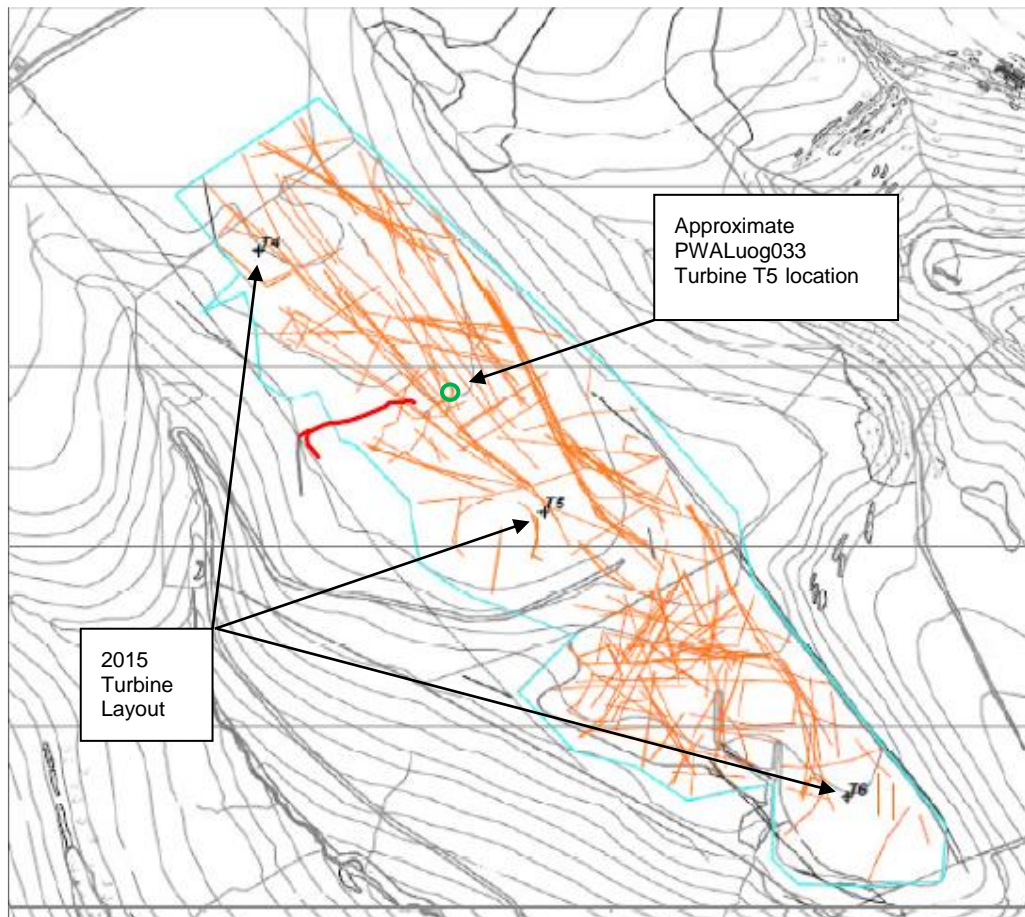 T4
Approximate
PWALuog033
Turbine T5 location
T5
2015
Turbine
Layout
T6